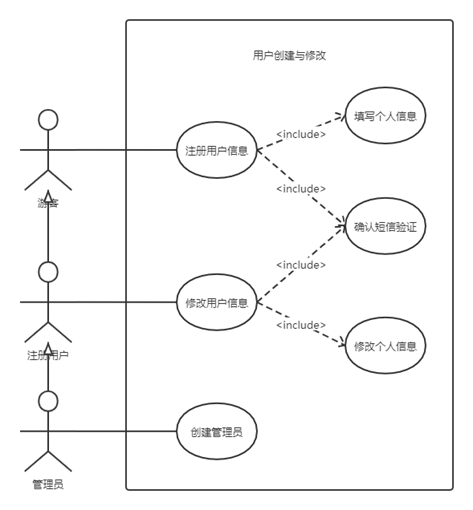 用户创建与修改
填写个人信息
<include>
注册用户信息
<include>
游客
确认短信验证
<include>
修改用户信息
<include>
修改个人信息
注册用户
创建管理员
管理员